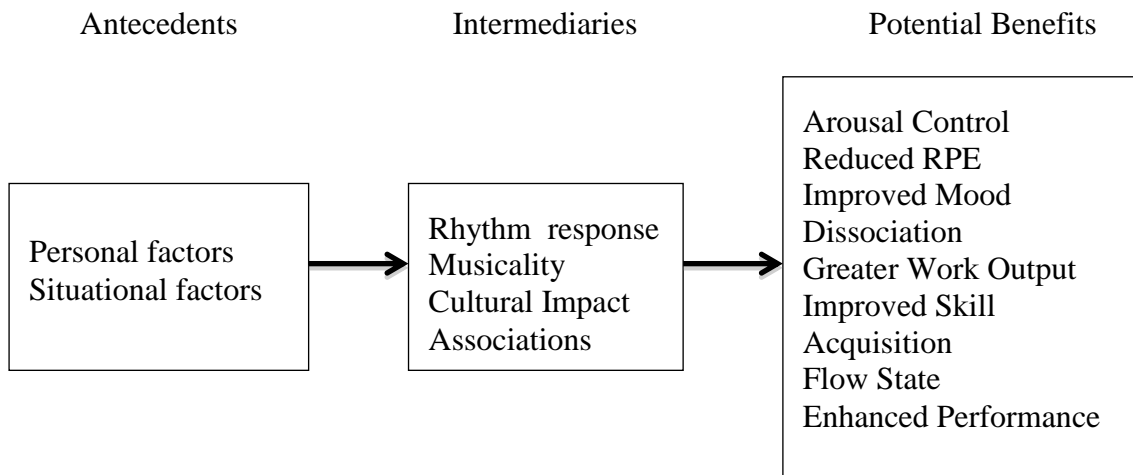 Antecedents
Intermediaries
Potential Benefits
Personal factors
Situational factors
Rhythm response
Musicality
Cultural Impact
Associations
Arousal Control
Reduced RPE
Improved Mood
Dissociation
Greater Work Output
Improved Skill
Acquisition
Flow State
Enhanced Performance